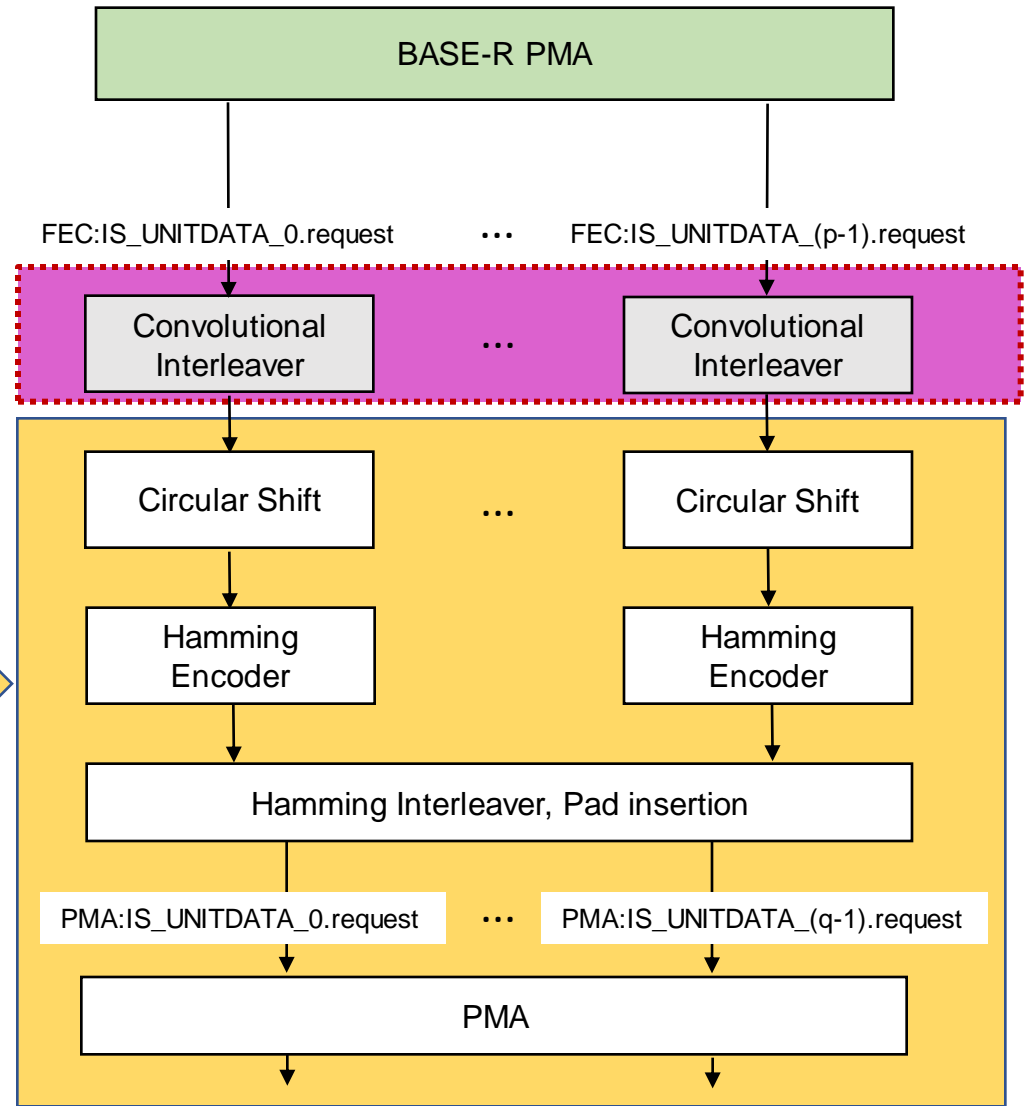 BASE-R PMA
FEC:IS_UNITDATA_0.request ... FEC:IS_UNITDATA_(p-1).request
Convolutional
Interleaver
...
Convolutional
Interleaver
Circular Shift ... Circular Shift
Hamming
Encoder
Hamming
Encoder
Hamming Interleaver, Pad insertion
PMA:IS_UNITDATA_0.request ... PMA:IS_UNITDATA_(q-1).request
PMA